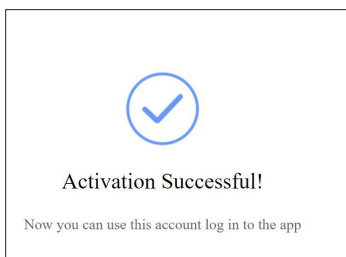 Activation Successful!
Now you can use this account log in to the app